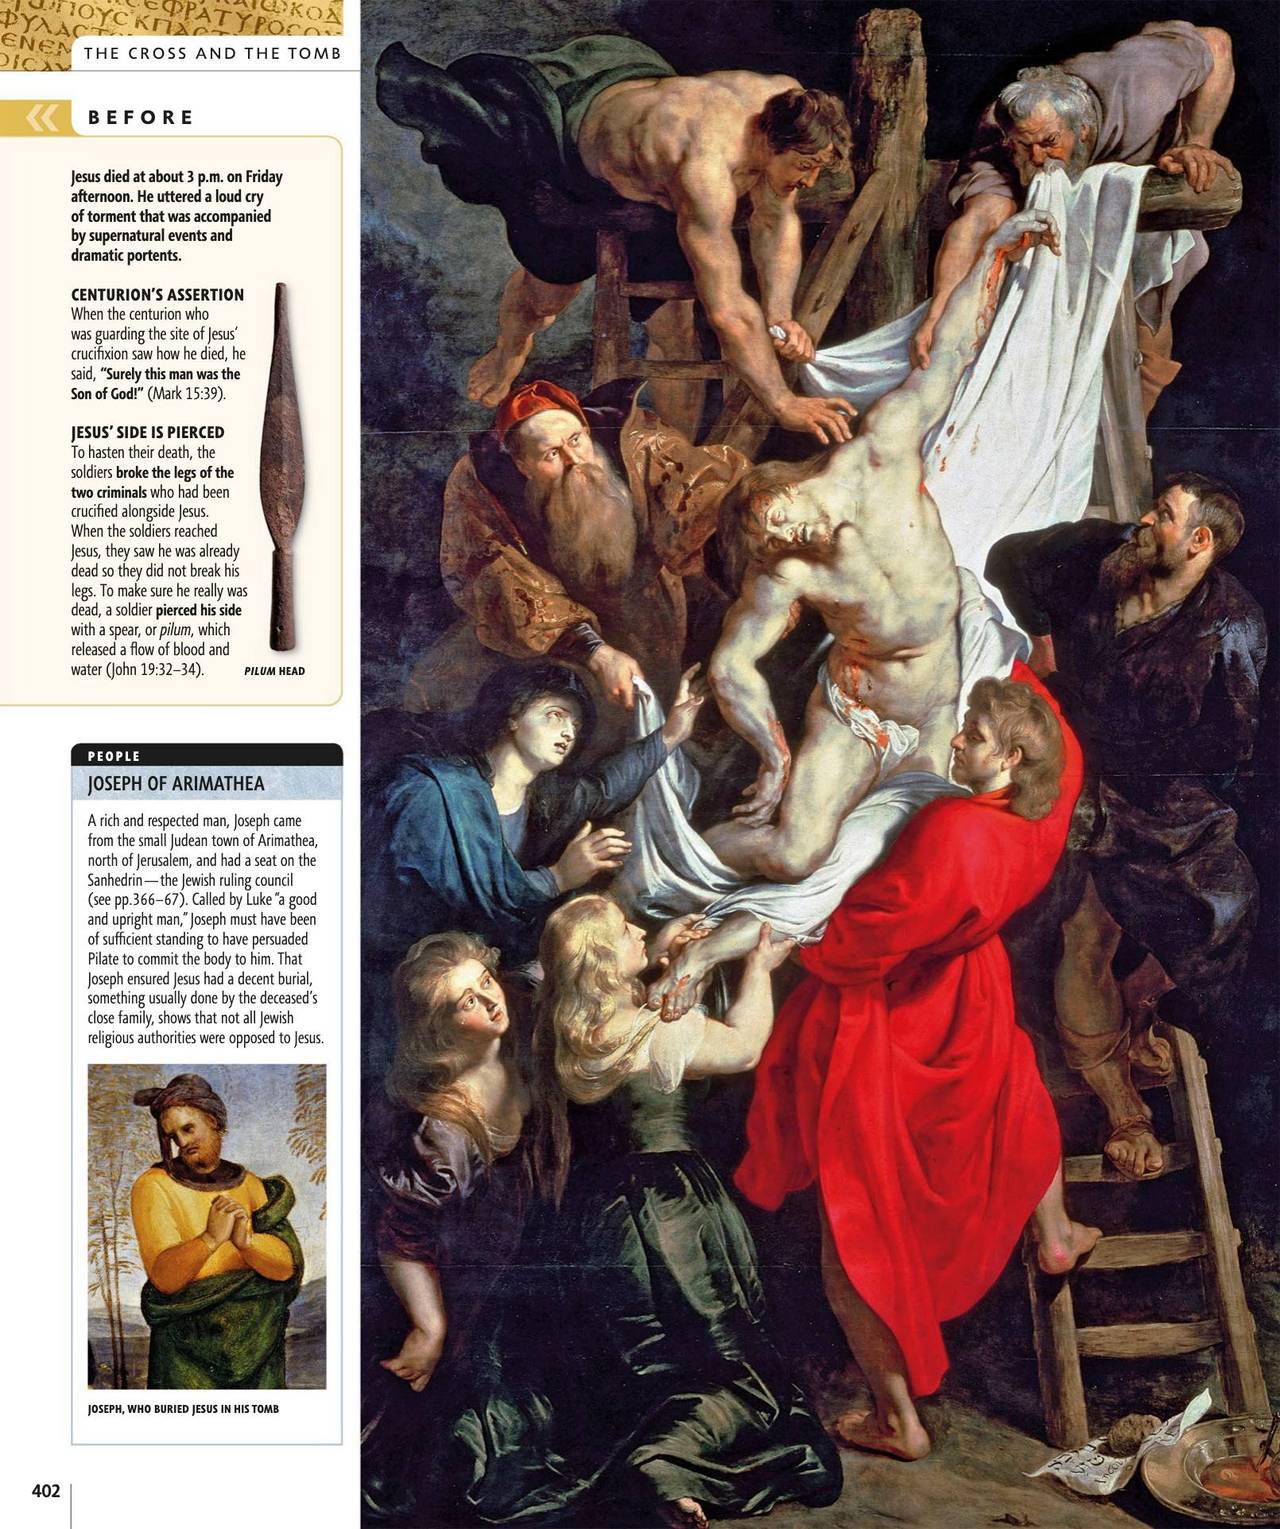 THE CROSS AND THE TOMB
BEFORE
Jesus died at about 3 p.m. on Friday
afternoon. He uttered a loud cry
of torment that was accompanied
by supernatural events and
dramatic portents.
CENTURION’S ASSERTION
When the centurion who
was guarding the site of Jesus’
crucifixion saw how he died, he
said, “Surely this man was the
Son of God!” (Mark 15:39).
JESUS’ SIDE IS PIERCED
To hasten their death, the
soldiers broke the legs of the
two criminals who had been
crucified alongside Jesus.
When the soldiers reached
Jesus, they saw he was already
dead so they did not break his
legs. To make sure he really was
dead, a soldier pierced his side
with a spear, or pilum, which
released a flow of blood and
water (John 19:32–34).
PILUM HEAD
PEOPLE
JOSEPH OF ARIMATHEA
A rich and respected man, Joseph came
from the small Judean town of Arimathea,
north of Jerusalem, and had a seat on the
Sanhedrin—the Jewish ruling council
(see pp.366–67). Called by Luke “a good
and upright man,” Joseph must have been
of sufficient standing to have persuaded
Pilate to commit the body to him. That
Joseph ensured Jesus had a decent burial,
something usually done by the deceased’s
close family, shows that not all Jewish
religious authorities were opposed to Jesus.
JOSEPH, WHO BURIED JESUS IN HIS TOMB
402